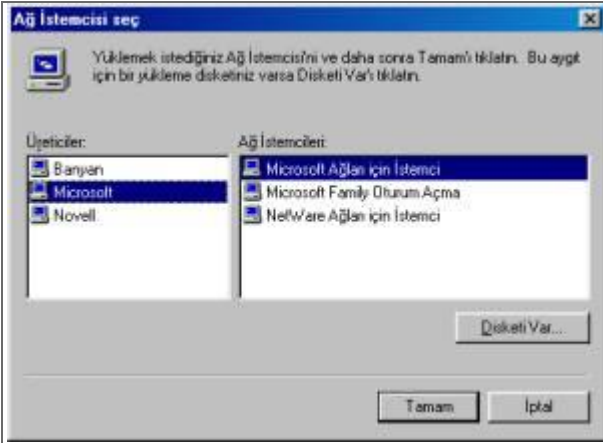 Ağ İstemcisi seç
Yüklemek istediğiniz Ağ İstemcisi'ni ve daha sonra Tamam'ı tıklatın. Bu aygıt
için bir yükleme disketiniz varsa Disketi Var'ı tıklatın.
Üreticiler:
Banyan
Microsoft
Novell
Ağ İstemcileri:
Microsoft Ağları için İstemci
Microsoft Family Oturum Açma
NetWare Ağları için İstemci
Disketi Var...
Tamam
İptal